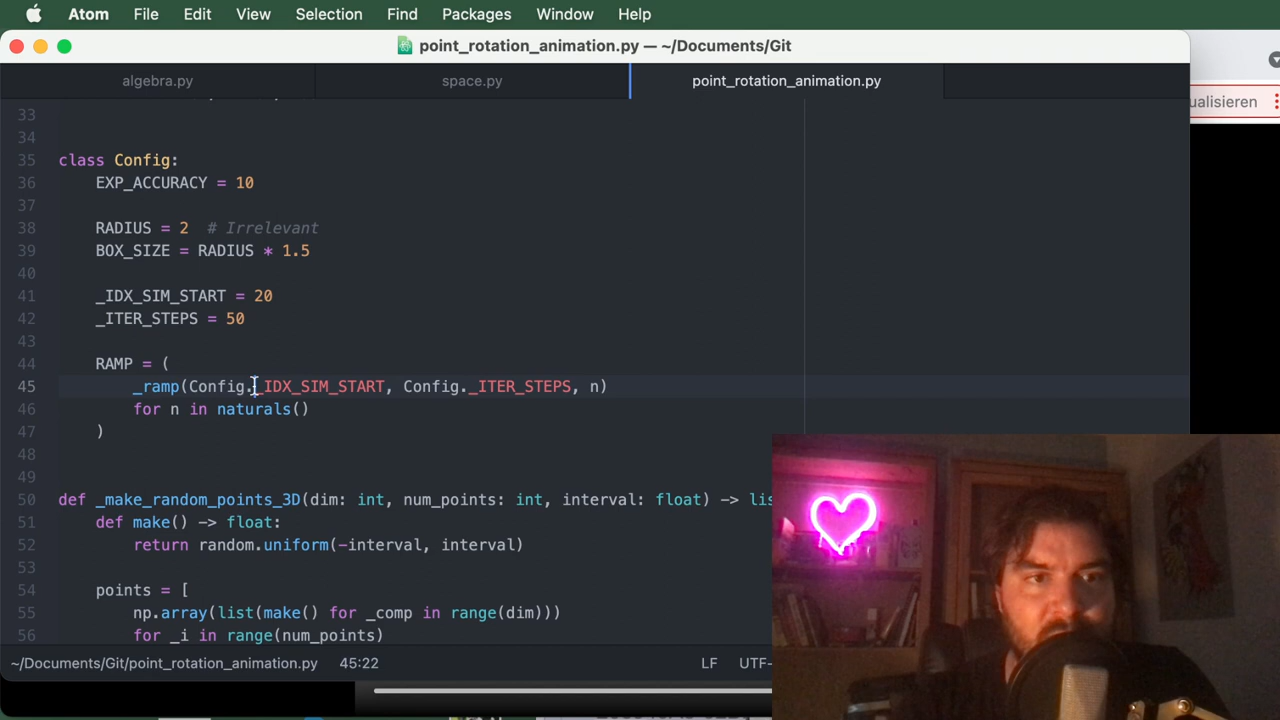 Atom File Edit View Selection Find Packages Window Help
point_rotation_animation.py — ~/Documents/Git
algebra.py space.py point_rotation_animation.py
ualisieren
33
34
35 class Config:
36 EXP_ACCURACY = 10
37
38 RADIUS = 2 # Irrelevant
39 BOX_SIZE = RADIUS * 1.5
40
41 _IDX_SIM_START = 20
42 _ITER_STEPS = 50
43
44 RAMP = (
45 _ramp(Config._IDX_SIM_START, Config._ITER_STEPS, n)
46 for n in naturals()
47 )
48
49
50 def _make_random_points_3D(dim: int, num_points: int, interval: float) -> lis
51 def make() -> float:
52 return random.uniform(-interval, interval)
53
54 points = [
55 np.array(list(make() for _comp in range(dim)))
56 for _i in range(num_points)
~/Documents/Git/point_rotation_animation.py 45:22 LF UTF-